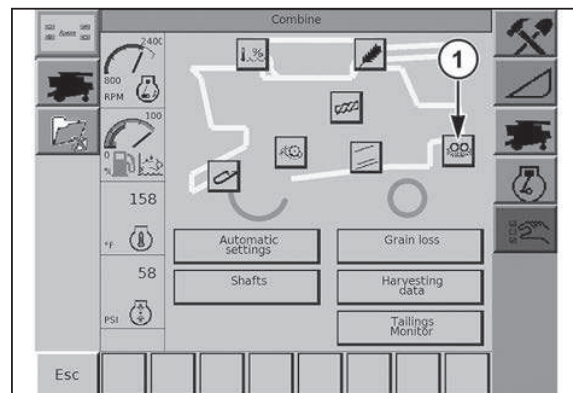 Combine
2400
800
RPM
100
0
%
158
°F
58
PSI
%
1
Automatic
settings
Grain loss
Shafts
Harvesting
data
Tailings
Monitor
Esc